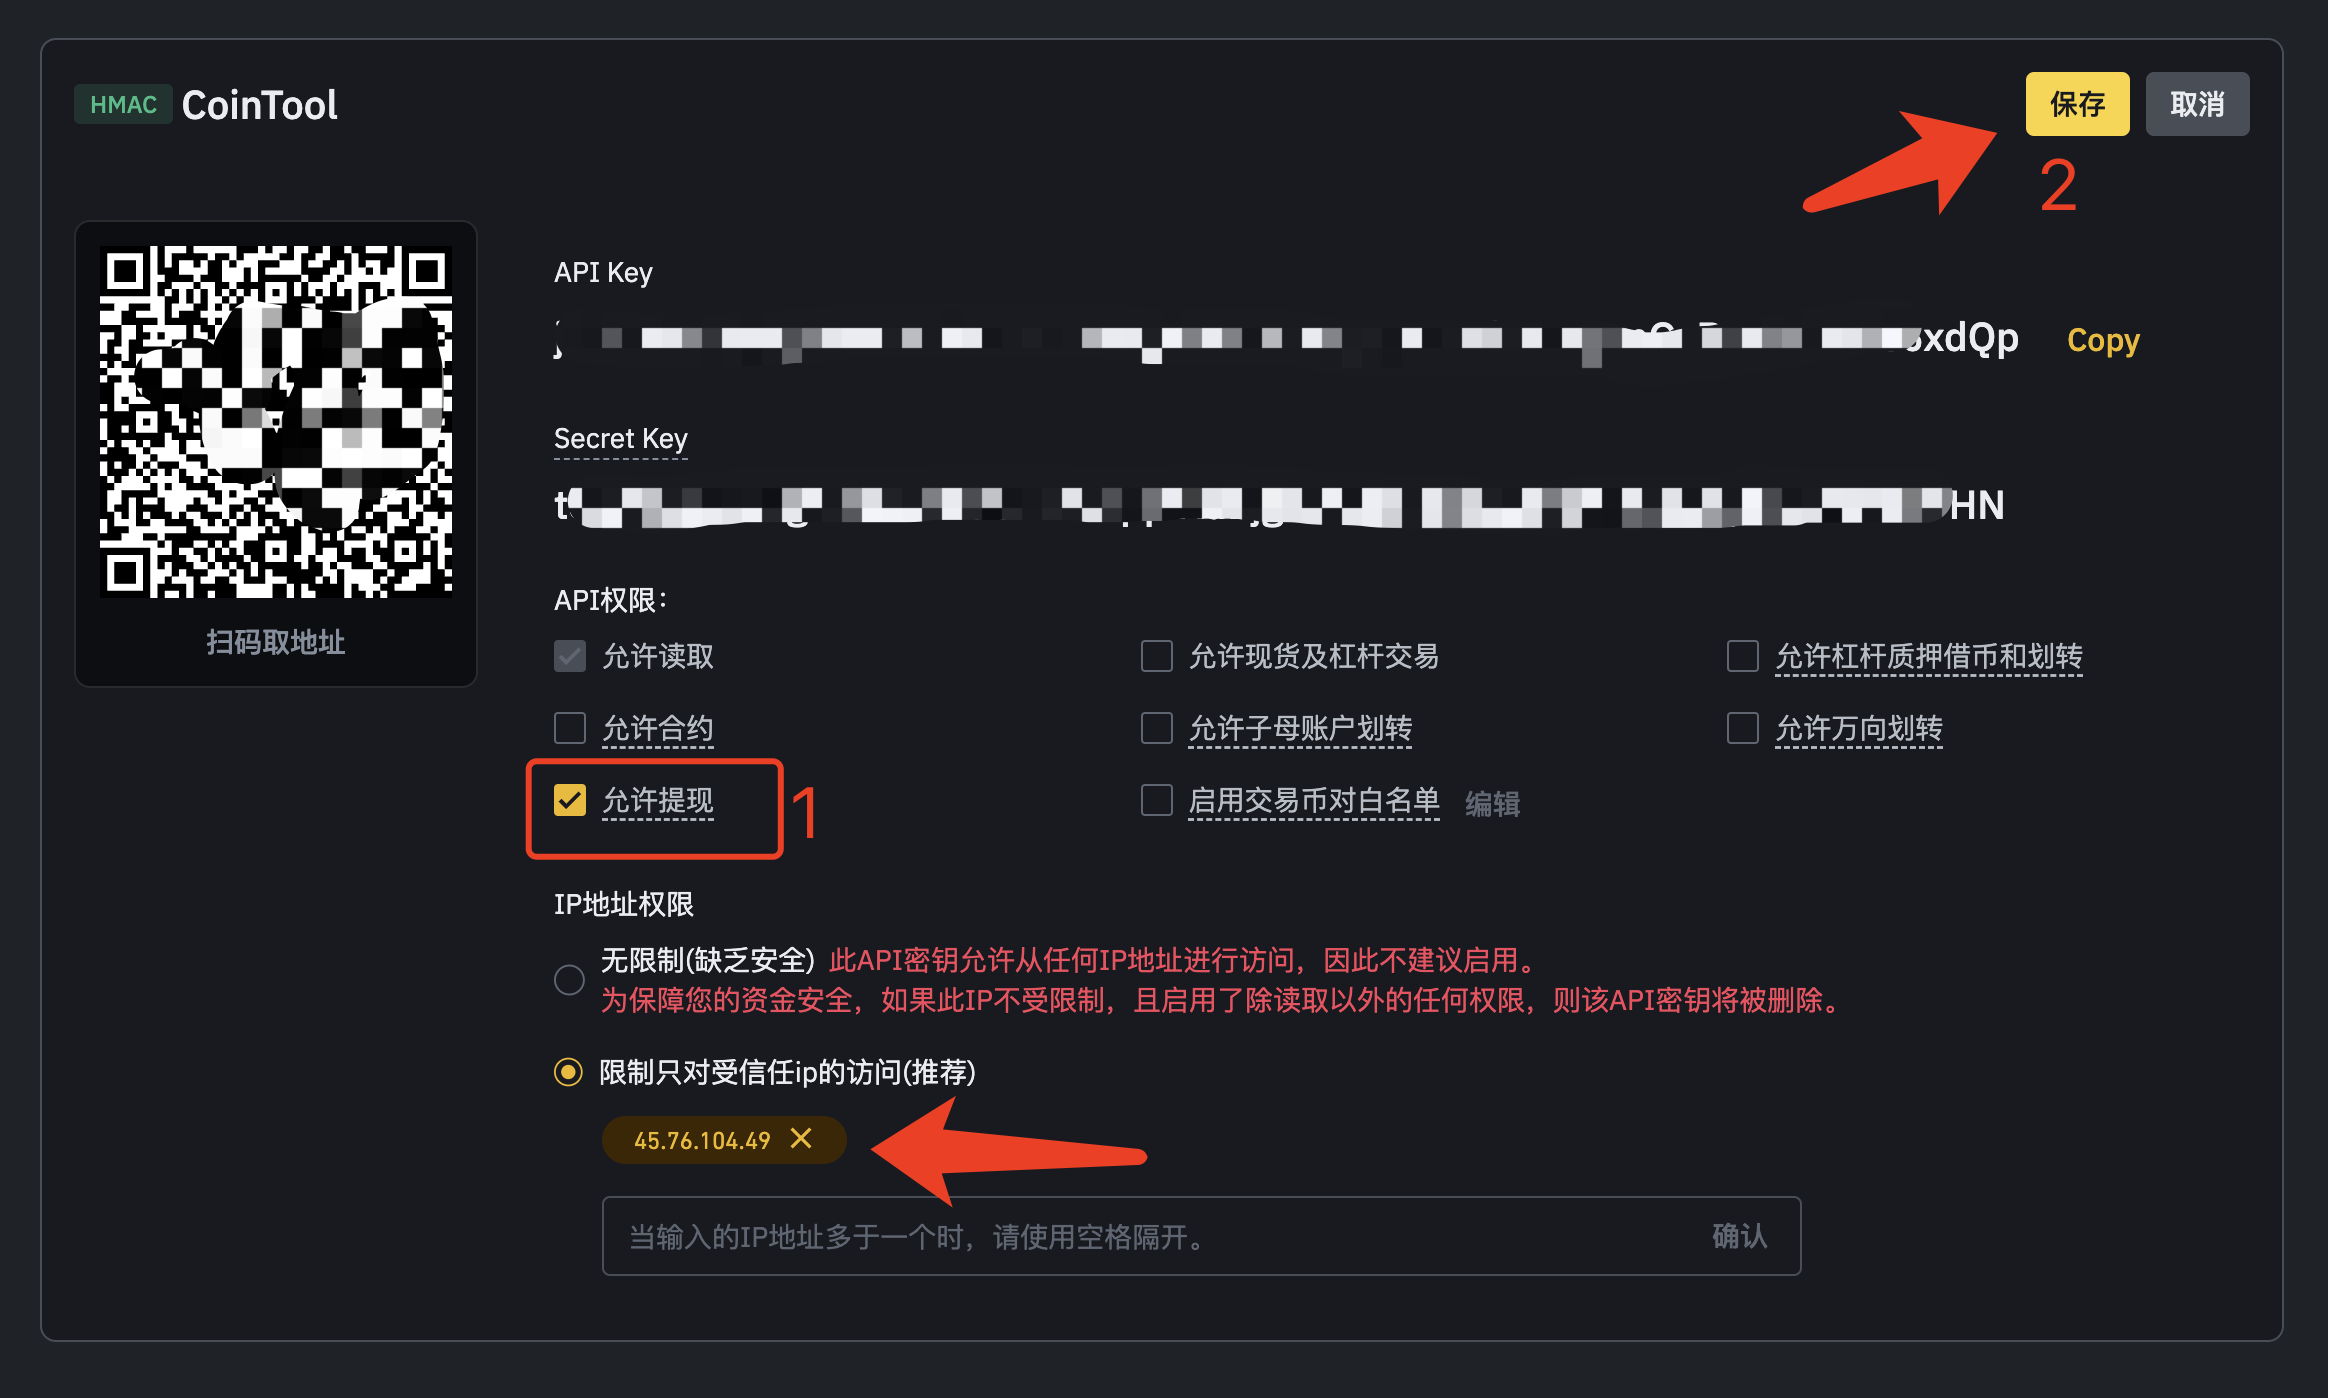 HMAC CoinTool
保存 取消
2
API Key
xdQp Copy
Secret Key
HN
扫码取地址
API权限：
允许读取 允许现货及杠杆交易 允许杠杆质押借币和划转
允许合约 允许子母账户划转 允许万向划转
允许提现 1 启用交易币对白名单 编辑
IP地址权限
无限制(缺乏安全) 此API密钥允许从任何IP地址进行访问，因此不建议启用。
为保障您的资金安全，如果此IP不受限制，且启用了除读取以外的任何权限，则该API密钥将被删除。
限制只对受信任ip的访问(推荐)
45.76.104.49
当输入的IP地址多于一个时，请使用空格隔开。 确认